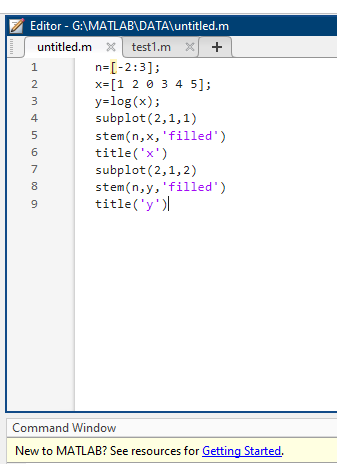 Editor - G:\MATLAB\DATA\untitled.m
untitled.m × test1.m × +
1 n=[-2:3];
2 x=[1 2 0 3 4 5];
3 y=log(x);
4 subplot(2,1,1)
5 stem(n,x,'filled')
6 title('x')
7 subplot(2,1,2)
8 stem(n,y,'filled')
9 title('y')
Command Window
New to MATLAB? See resources for Getting Started.